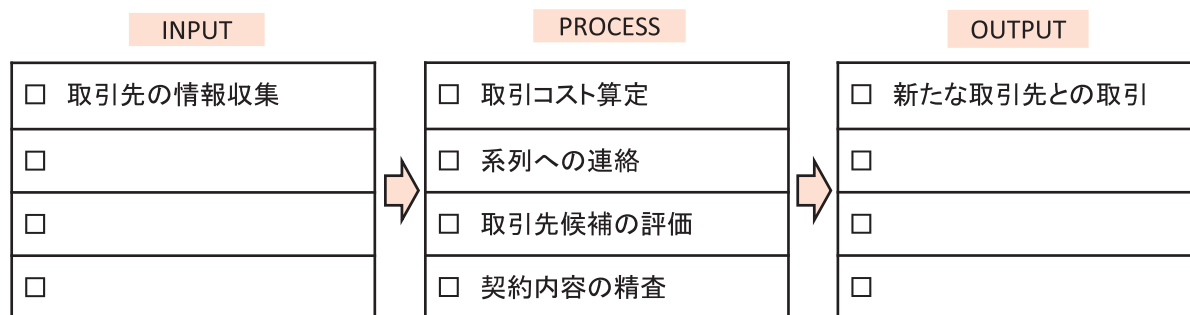 INPUT
PROCESS
OUTPUT
□ 取引先の情報収集
□
□
□
□ 取引コスト算定
□ 系列への連絡
□ 取引先候補の評価
□ 契約内容の精査
□ 新たな取引先との取引
□
□
□